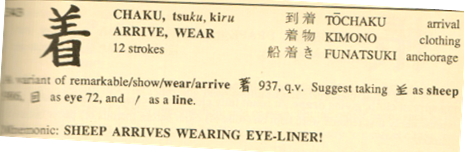 着
CHAKU, tsuku, kiru 到着 TŌCHAKU arrival
ARRIVE, WEAR 着物 KIMONO clothing
12 strokes 船着き FUNATSUKI anchorage
variant of remarkable/show/wear/arrive 著 937, q.v. Suggest taking 𦍌 as sheep
目 as eye 72, and / as a line.
Mnemonic: SHEEP ARRIVES WEARING EYE-LINER!